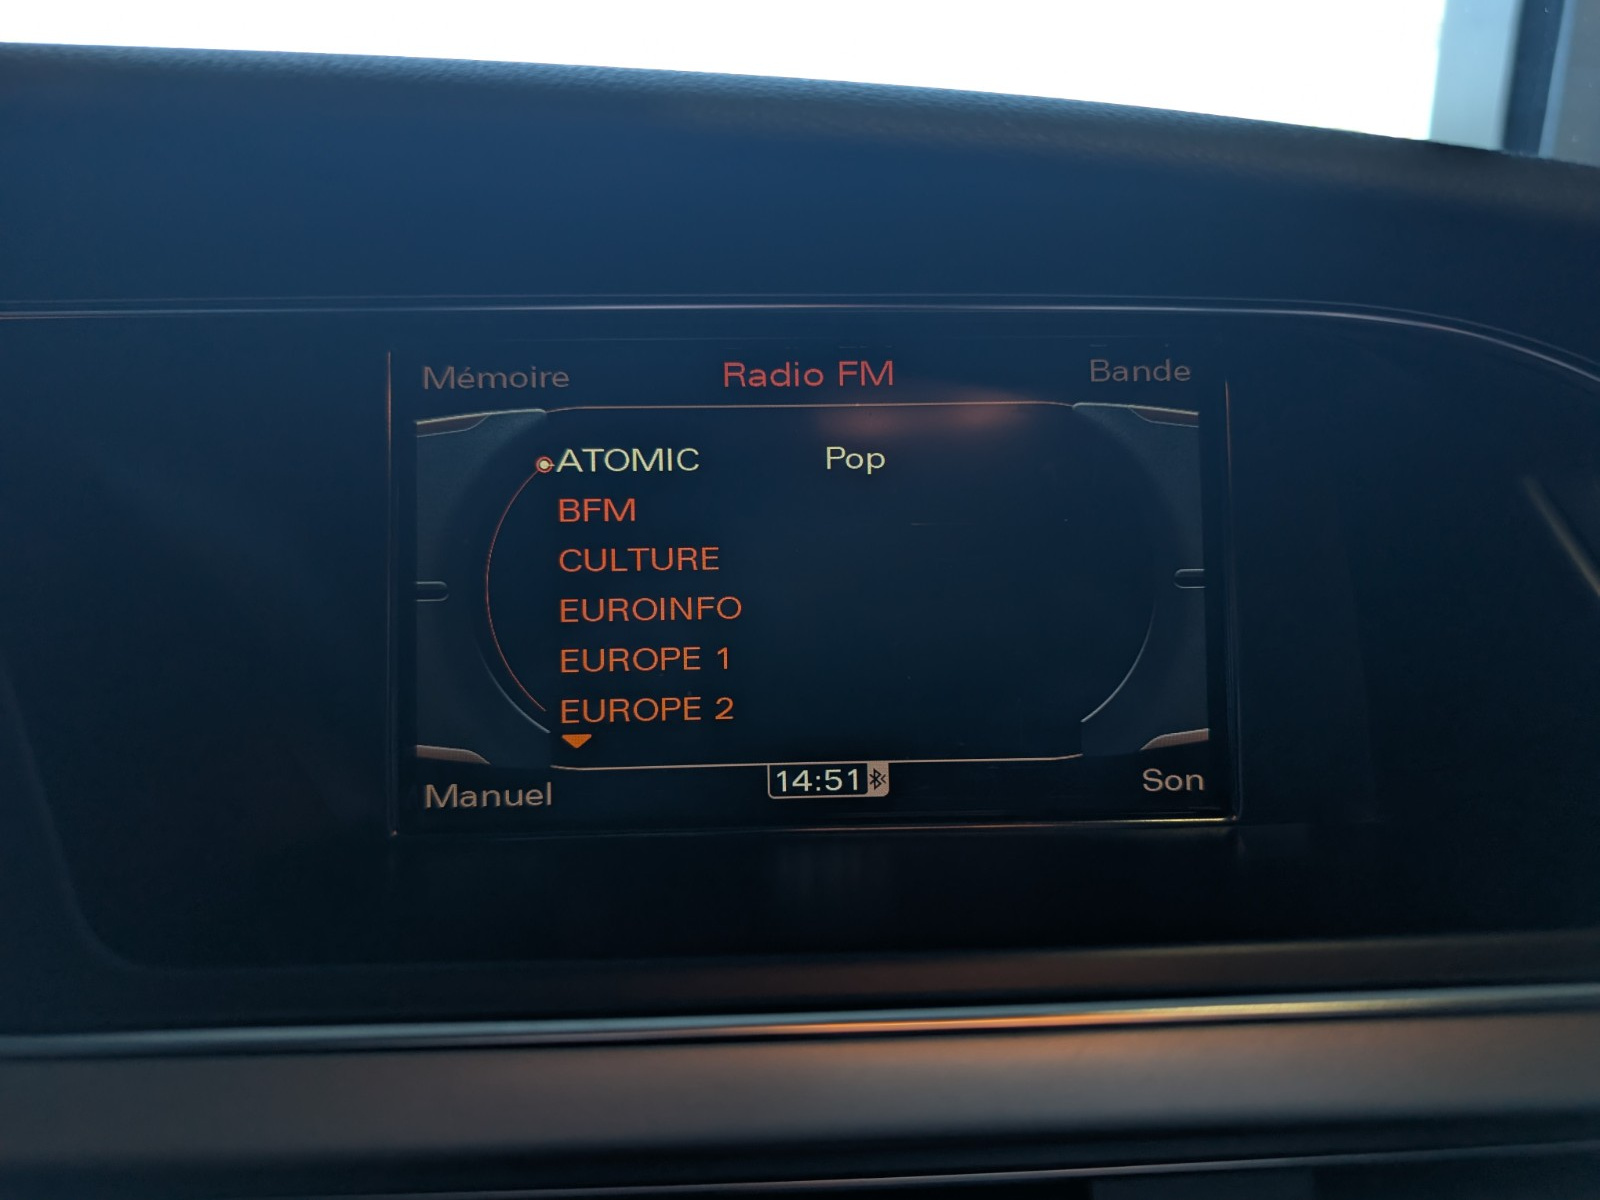 Mémoire Radio FM Bande
ATOMIC Pop
BFM
CULTURE
EUROINFO
EUROPE 1
EUROPE 2
14:51
Manuel Son